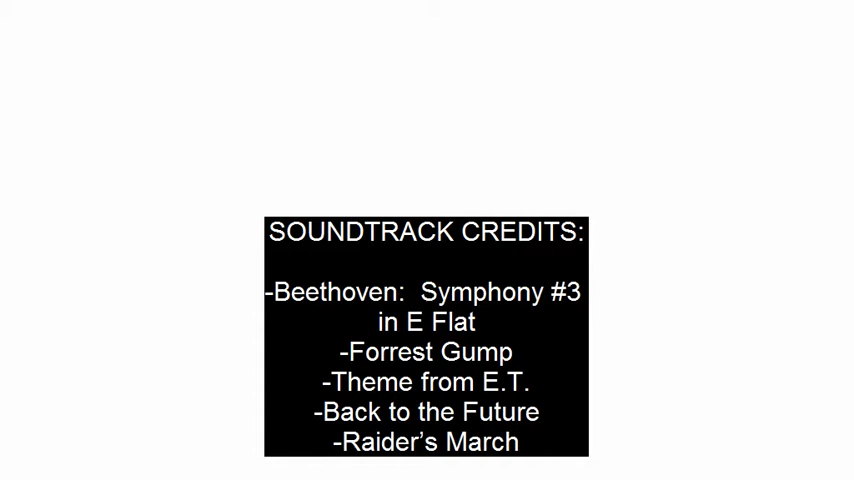 SOUNDTRACK CREDITS:
-Beethoven:  Symphony #3
in E Flat
-Forrest Gump
-Theme from E.T.
-Back to the Future
-Raider’s March